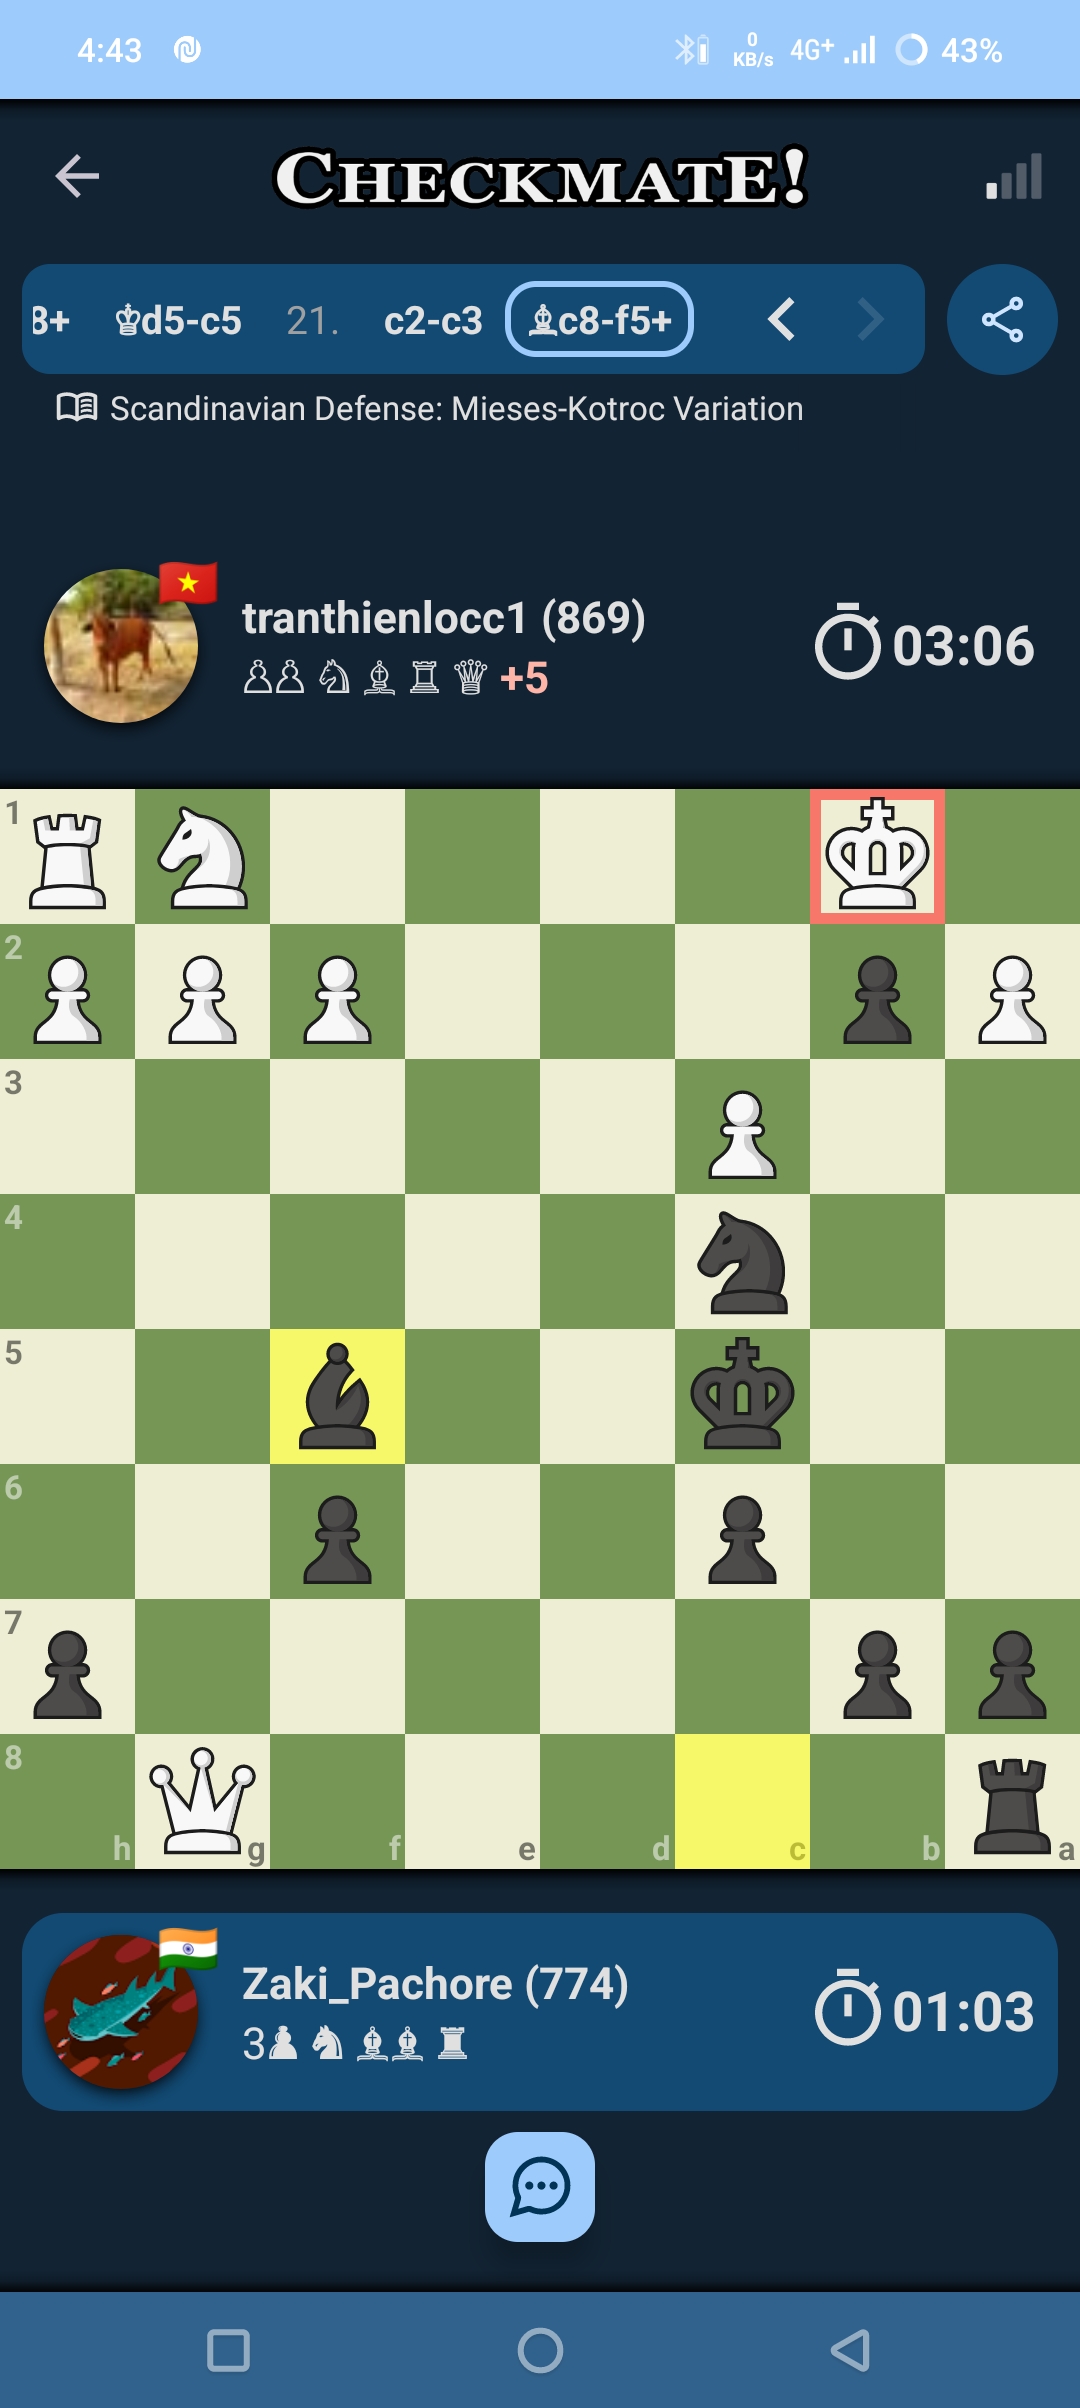 4:43 0 KB/s 4G+ 43%
CHECKMATE!
8+ ♔d5-c5 21. c2-c3 ♗c8-f5+
Scandinavian Defense: Mieses-Kotroc Variation
tranthienlocc1 (869)
+5
03:06
1
2
3
4
5
6
7
8
h g f e d c b a
Zaki_Pachore (774)
3
01:03